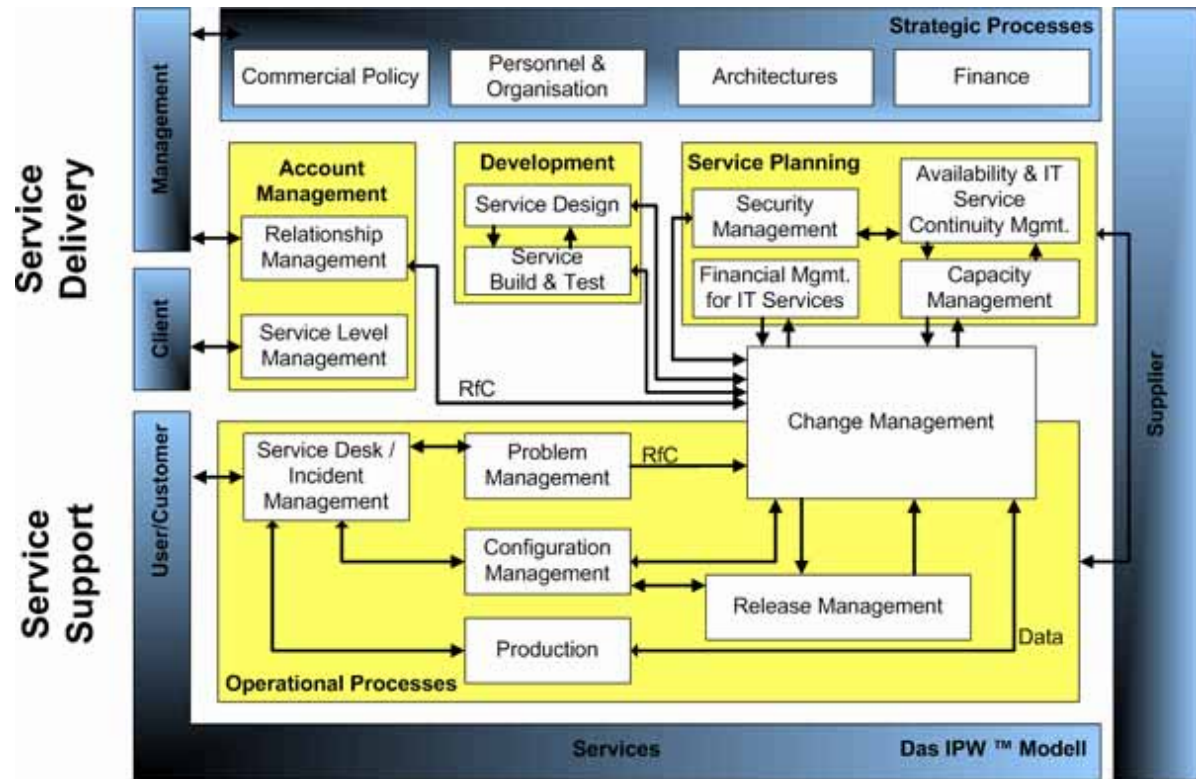 Strategic Processes
Commercial Policy
Personnel &
Organisation
Architectures
Finance
Service
Delivery
Management
Client
Account
Management
Relationship
Management
Service Level
Management
Development
Service Design
Service
Build & Test
Service Planning
Security
Management
Availability & IT
Service
Continuity Mgmt.
Financial Mgmt.
for IT Services
Capacity
Management
Supplier
RfC
Change Management
Service
Support
User/Customer
Service Desk /
Incident
Management
Problem
Management
RfC
Configuration
Management
Release Management
Production
Data
Operational Processes
Services
Das IPW ™ Modell